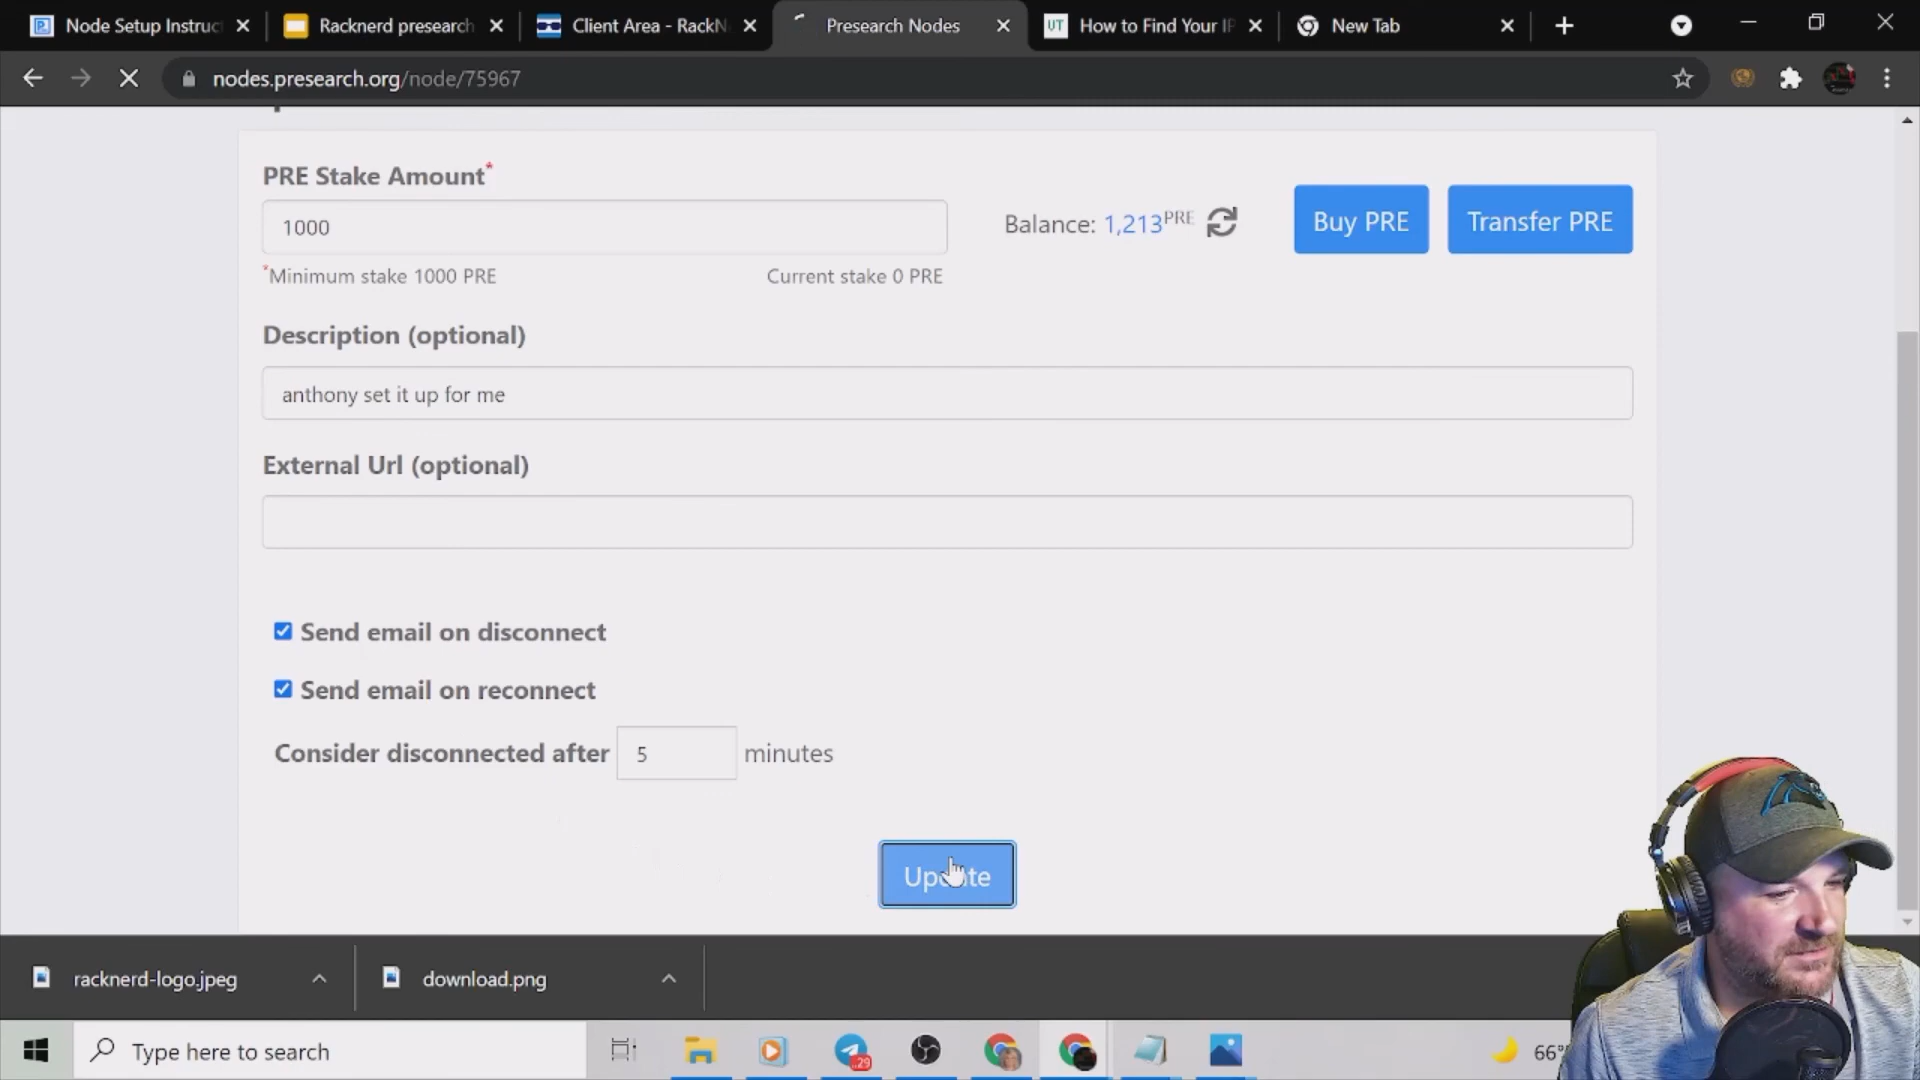 Node Setup Instruc
Racknerd presearch
Client Area - RackN
Presearch Nodes
How to Find Your IP
New Tab
nodes.presearch.org/node/75967
PRE Stake Amount*
1000
Balance: 1,213 PRE
Buy PRE
Transfer PRE
*Minimum stake 1000 PRE
Current stake 0 PRE
Description (optional)
anthony set it up for me
External Url (optional)
Send email on disconnect
Send email on reconnect
Consider disconnected after 5 minutes
Update
racknerd-logo.jpeg
download.png
Type here to search
66°